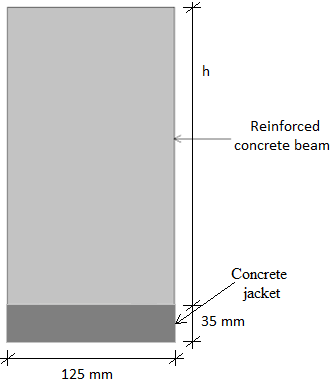 h
Reinforced
concrete beam
Concrete
jacket
35 mm
125 mm